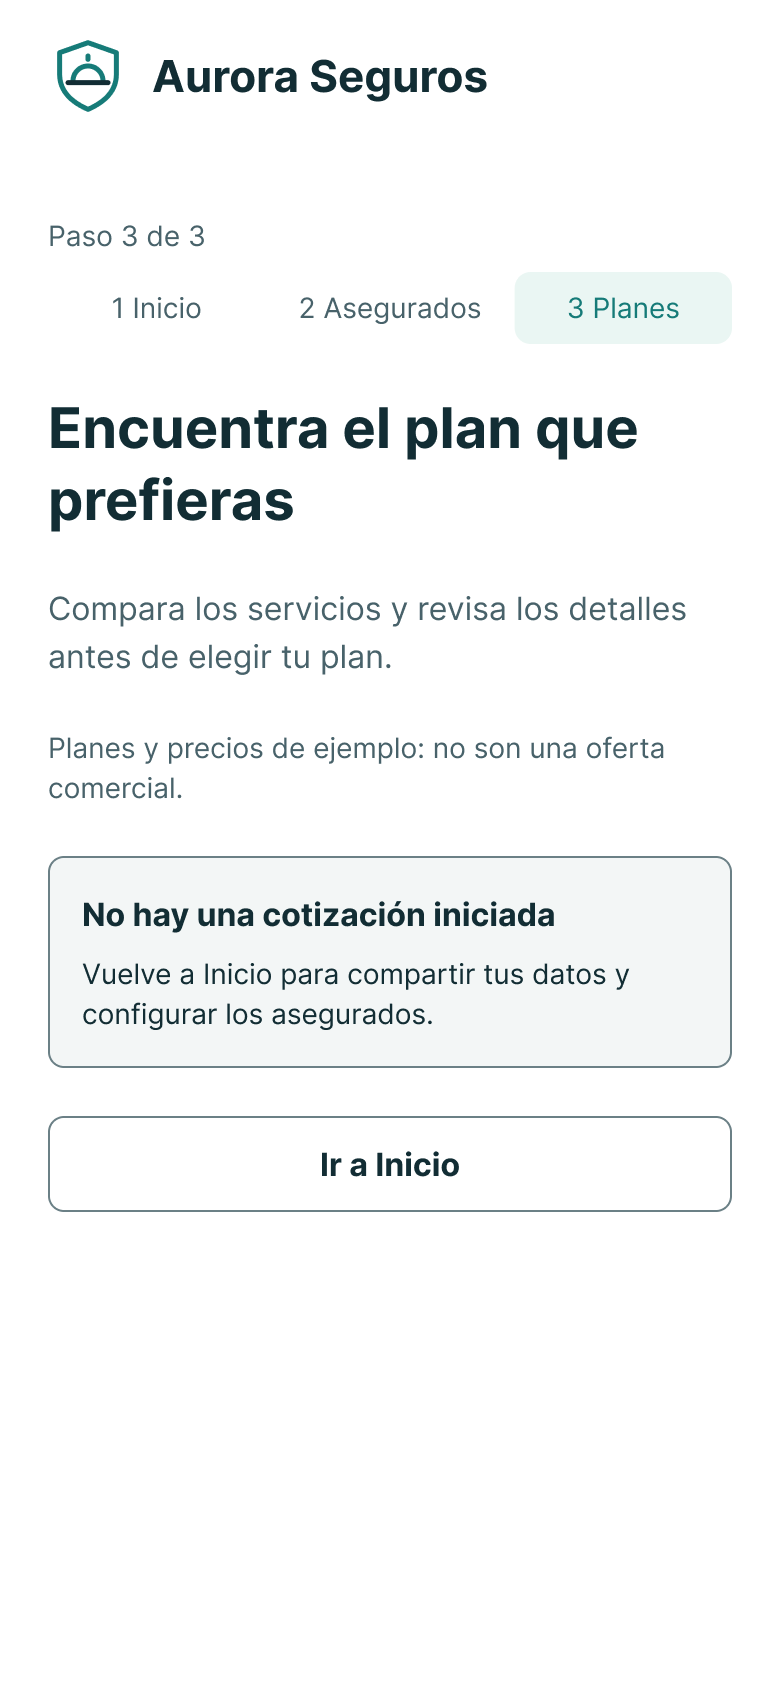 Aurora Seguros
Paso 3 de 3
1 Inicio
2 Asegurados
3 Planes
Encuentra el plan que
prefieras
Compara los servicios y revisa los detalles
antes de elegir tu plan.
Planes y precios de ejemplo: no son una oferta
comercial.
No hay una cotización iniciada
Vuelve a Inicio para compartir tus datos y
configurar los asegurados.
Ir a Inicio